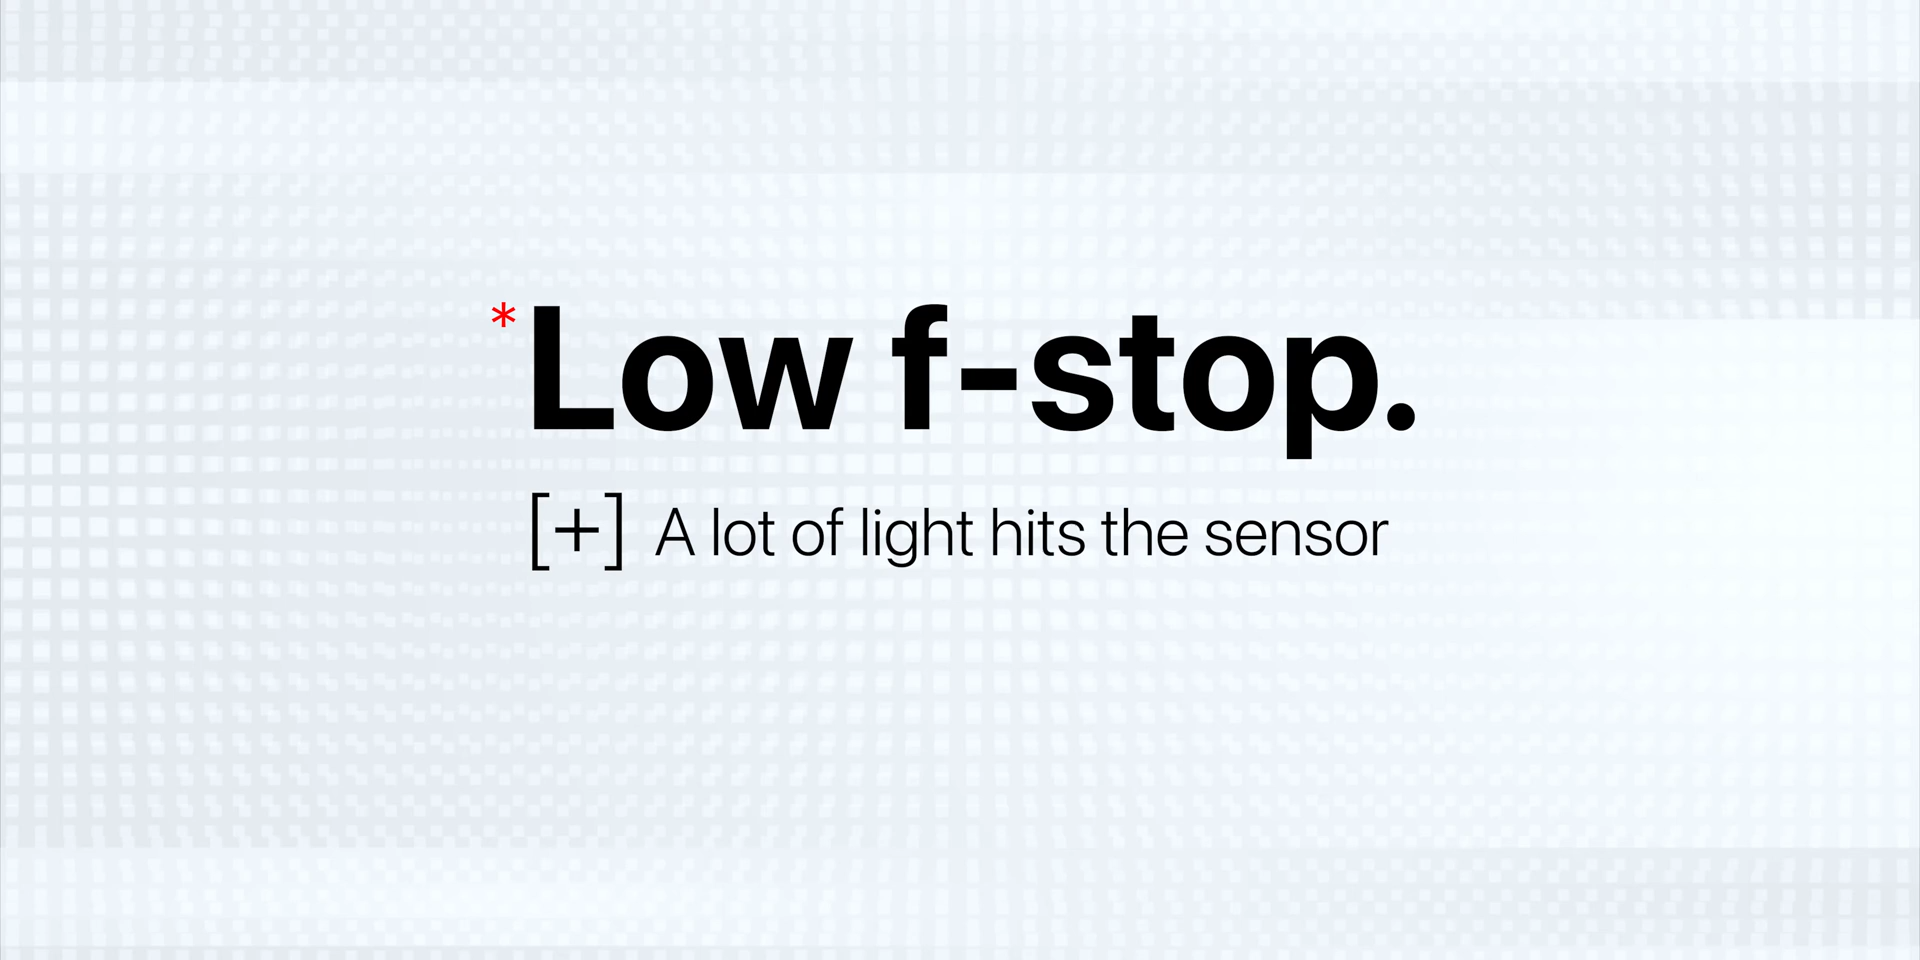 *Low f-stop.
[+] A lot of light hits the sensor